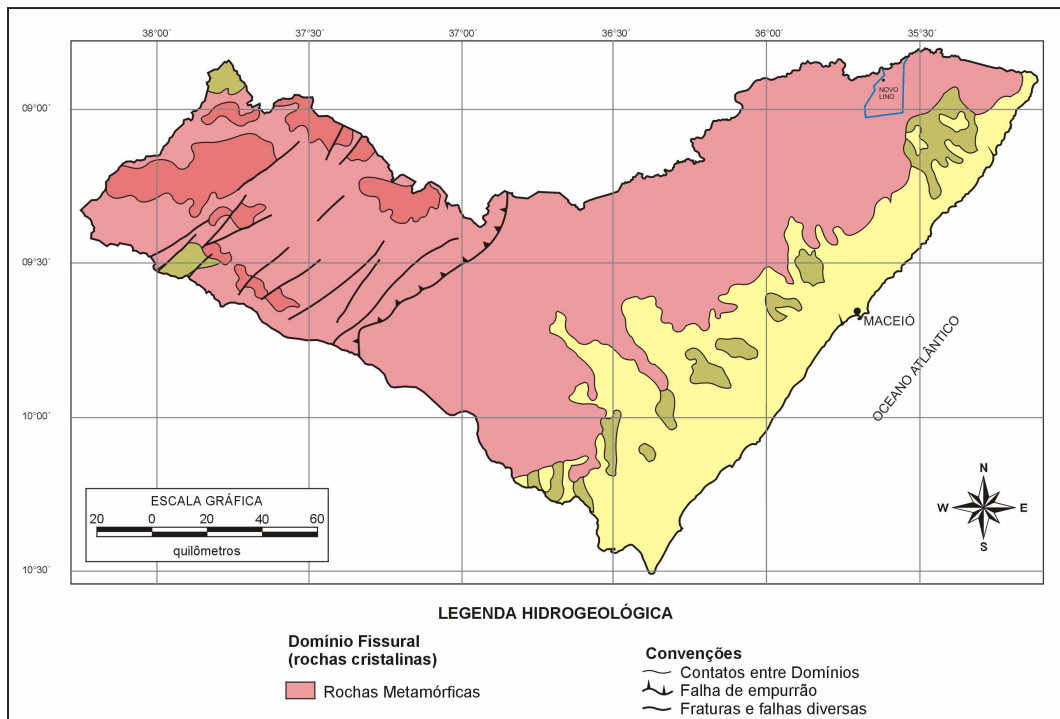 38°00´ 37°30´ 37°00´ 36°30´ 36°00´ 35°30´
NOVO
LINO
09°00´
09°30´
MACEIÓ
OCEANO ATLÂNTICO
10°00´
N
W E
S
ESCALA GRÁFICA
20 0 20 40 60
quilômetros
10°30´
LEGENDA HIDROGEOLÓGICA
Domínio Fissural
(rochas cristalinas)
Rochas Metamórficas
Convenções
Contatos entre Domínios
Falha de empurrão
Fraturas e falhas diversas